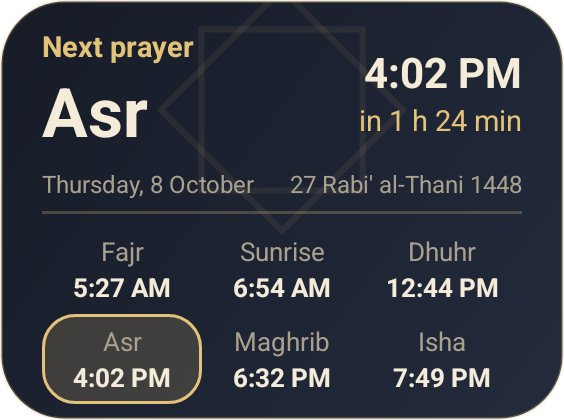 Next prayer
Asr
4:02 PM
in 1 h 24 min
Thursday, 8 October
27 Rabi' al-Thani 1448
Fajr Sunrise Dhuhr
5:27 AM 6:54 AM 12:44 PM
Asr Maghrib Isha
4:02 PM 6:32 PM 7:49 PM